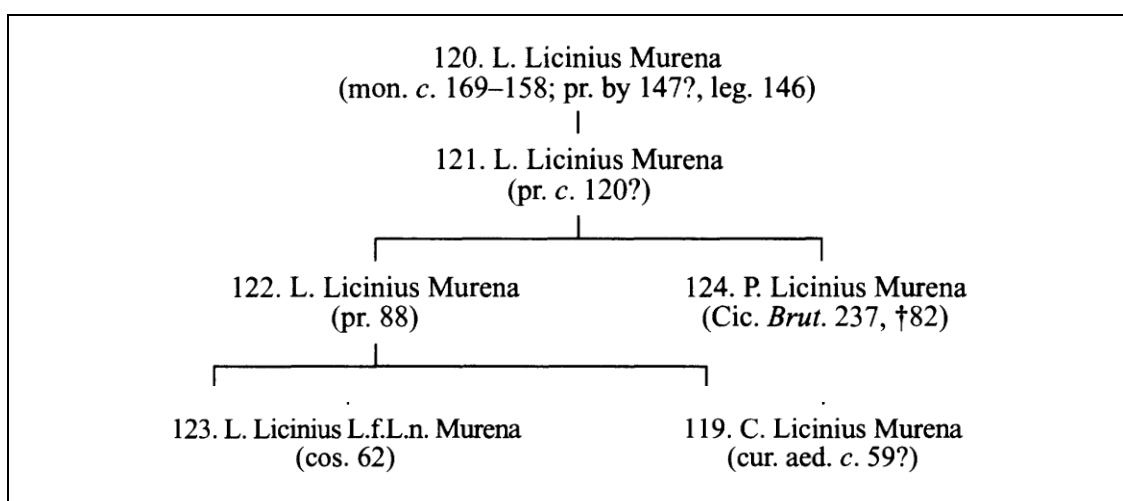 120. L. Licinius Murena
(mon. c. 169–158; pr. by 147?, leg. 146)
121. L. Licinius Murena
(pr. c. 120?)
122. L. Licinius Murena
(pr. 88)
124. P. Licinius Murena
(Cic. Brut. 237, †82)
123. L. Licinius L.f.L.n. Murena
(cos. 62)
119. C. Licinius Murena
(cur. aed. c. 59?)